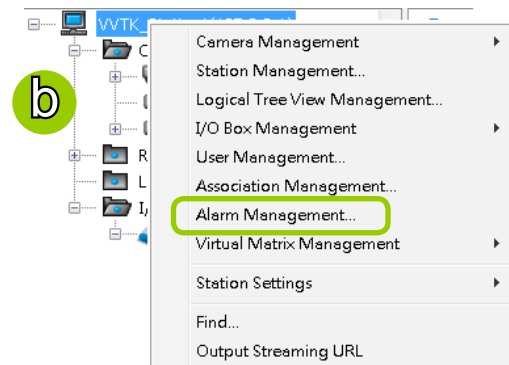 VVTK_
b
C
R
L
I/
Camera Management
Station Management...
Logical Tree View Management...
I/O Box Management
User Management...
Association Management...
Alarm Management...
Virtual Matrix Management
Station Settings
Find...
Output Streaming URL